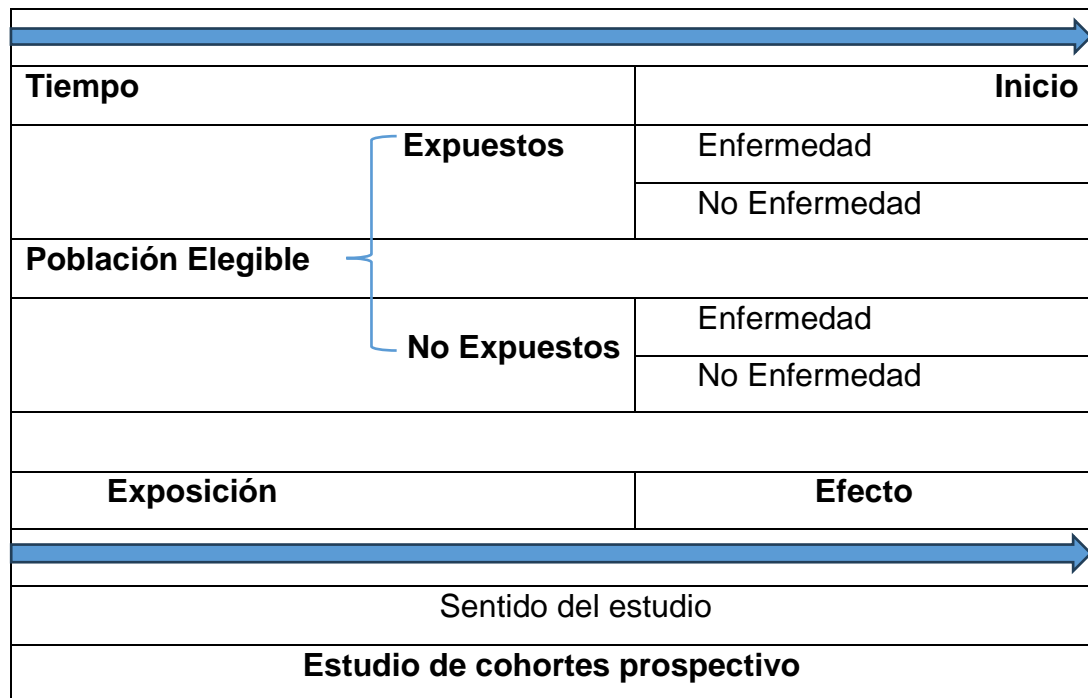 Tiempo Inicio
Expuestos Enfermedad
No Enfermedad
Población Elegible
No Expuestos Enfermedad
No Enfermedad
Exposición Efecto
Sentido del estudio
Estudio de cohortes prospectivo